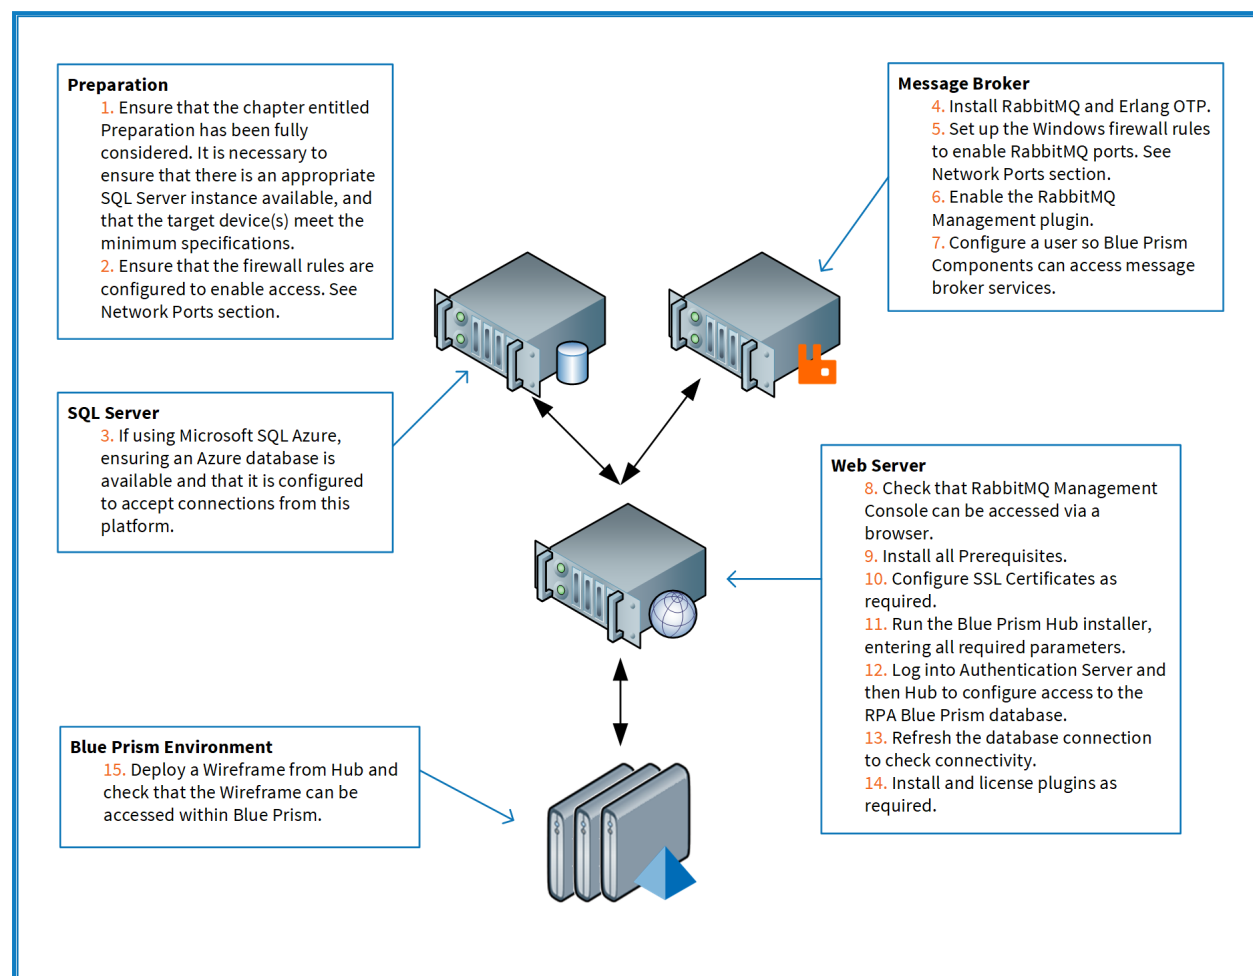 Preparation
1. Ensure that the chapter entitled
Preparation has been fully
considered. It is necessary to
ensure that there is an appropriate
SQL Server instance available, and
that the target device(s) meet the
minimum specifications.
2. Ensure that the firewall rules are
configured to enable access. See
Network Ports section.
SQL Server
3. If using Microsoft SQL Azure,
ensuring an Azure database is
available and that it is configured
to accept connections from this
platform.
Message Broker
4. Install RabbitMQ and Erlang OTP.
5. Set up the Windows firewall rules
to enable RabbitMQ ports. See
Network Ports section.
6. Enable the RabbitMQ
Management plugin.
7. Configure a user so Blue Prism
Components can access message
broker services.
Web Server
8. Check that RabbitMQ Management
Console can be accessed via a
browser.
9. Install all Prerequisites.
10. Configure SSL Certificates as
required.
11. Run the Blue Prism Hub installer,
entering all required parameters.
12. Log into Authentication Server and
then Hub to configure access to the
RPA Blue Prism database.
13. Refresh the database connection
to check connectivity.
14. Install and license plugins as
required.
Blue Prism Environment
15. Deploy a Wireframe from Hub and
check that the Wireframe can be
accessed within Blue Prism.